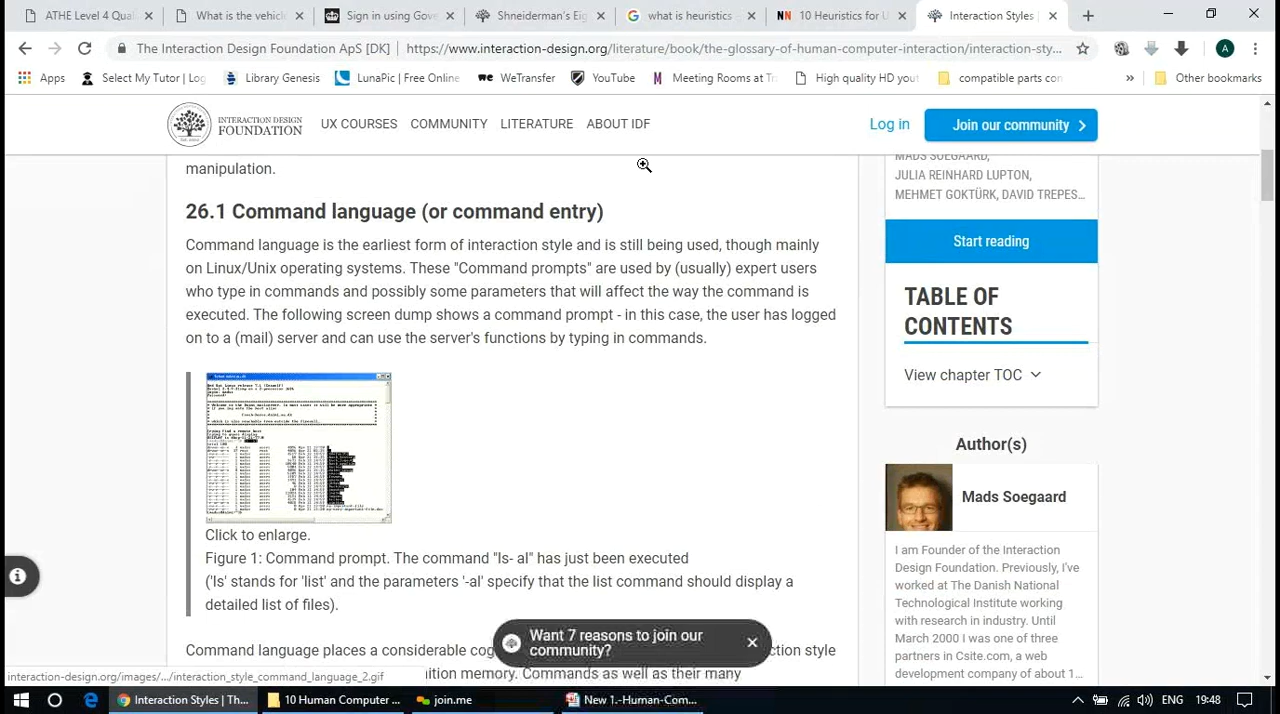 ATHE Level 4 Quali
What is the vehicle
Sign in using Gove
Shneiderman's Eig
what is heuristics -
10 Heuristics for U
Interaction Styles |
The Interaction Design Foundation ApS [DK] | https://www.interaction-design.org/literature/book/the-glossary-of-human-computer-interaction/interaction-sty...
A
Apps
Select My Tutor | Log
Library Genesis
LunaPic | Free Online
WeTransfer
YouTube
Meeting Rooms at Tr
High quality HD yout
compatible parts con
»
Other bookmarks
INTERACTION DESIGN
FOUNDATION
UX COURSES
COMMUNITY
LITERATURE
ABOUT IDF
Log in
Join our community
manipulation.
26.1 Command language (or command entry)
Command language is the earliest form of interaction style and is still being used, though mainly
on Linux/Unix operating systems. These "Command prompts" are used by (usually) expert users
who type in commands and possibly some parameters that will affect the way the command is
executed. The following screen dump shows a command prompt - in this case, the user has logged
on to a (mail) server and can use the server's functions by typing in commands.
Click to enlarge.
Figure 1: Command prompt. The command "ls- al" has just been executed
('ls' stands for 'list' and the parameters '-al' specify that the list command should display a
detailed list of files).
Command language places a considerable cog
ction style
ition memory. Commands as well as their many
Want 7 reasons to join our
community?
MADS SOEGAARD,
JULIA REINHARD LUPTON,
MEHMET GOKTÜRK, DAVID TREPES...
Start reading
TABLE OF
CONTENTS
View chapter TOC
Author(s)
Mads Soegaard
I am Founder of the Interaction
Design Foundation. Previously, I've
worked at The Danish National
Technological Institute working
with research in industry. Until
March 2000 I was one of three
partners in Csite.com, a web
development company of about 1...
interaction-design.org/images/.../interaction_style_command_language_2.gif
Interaction Styles | Th...
10 Human Computer ...
join.me
New 1.-Human-Com...
ENG
19:48